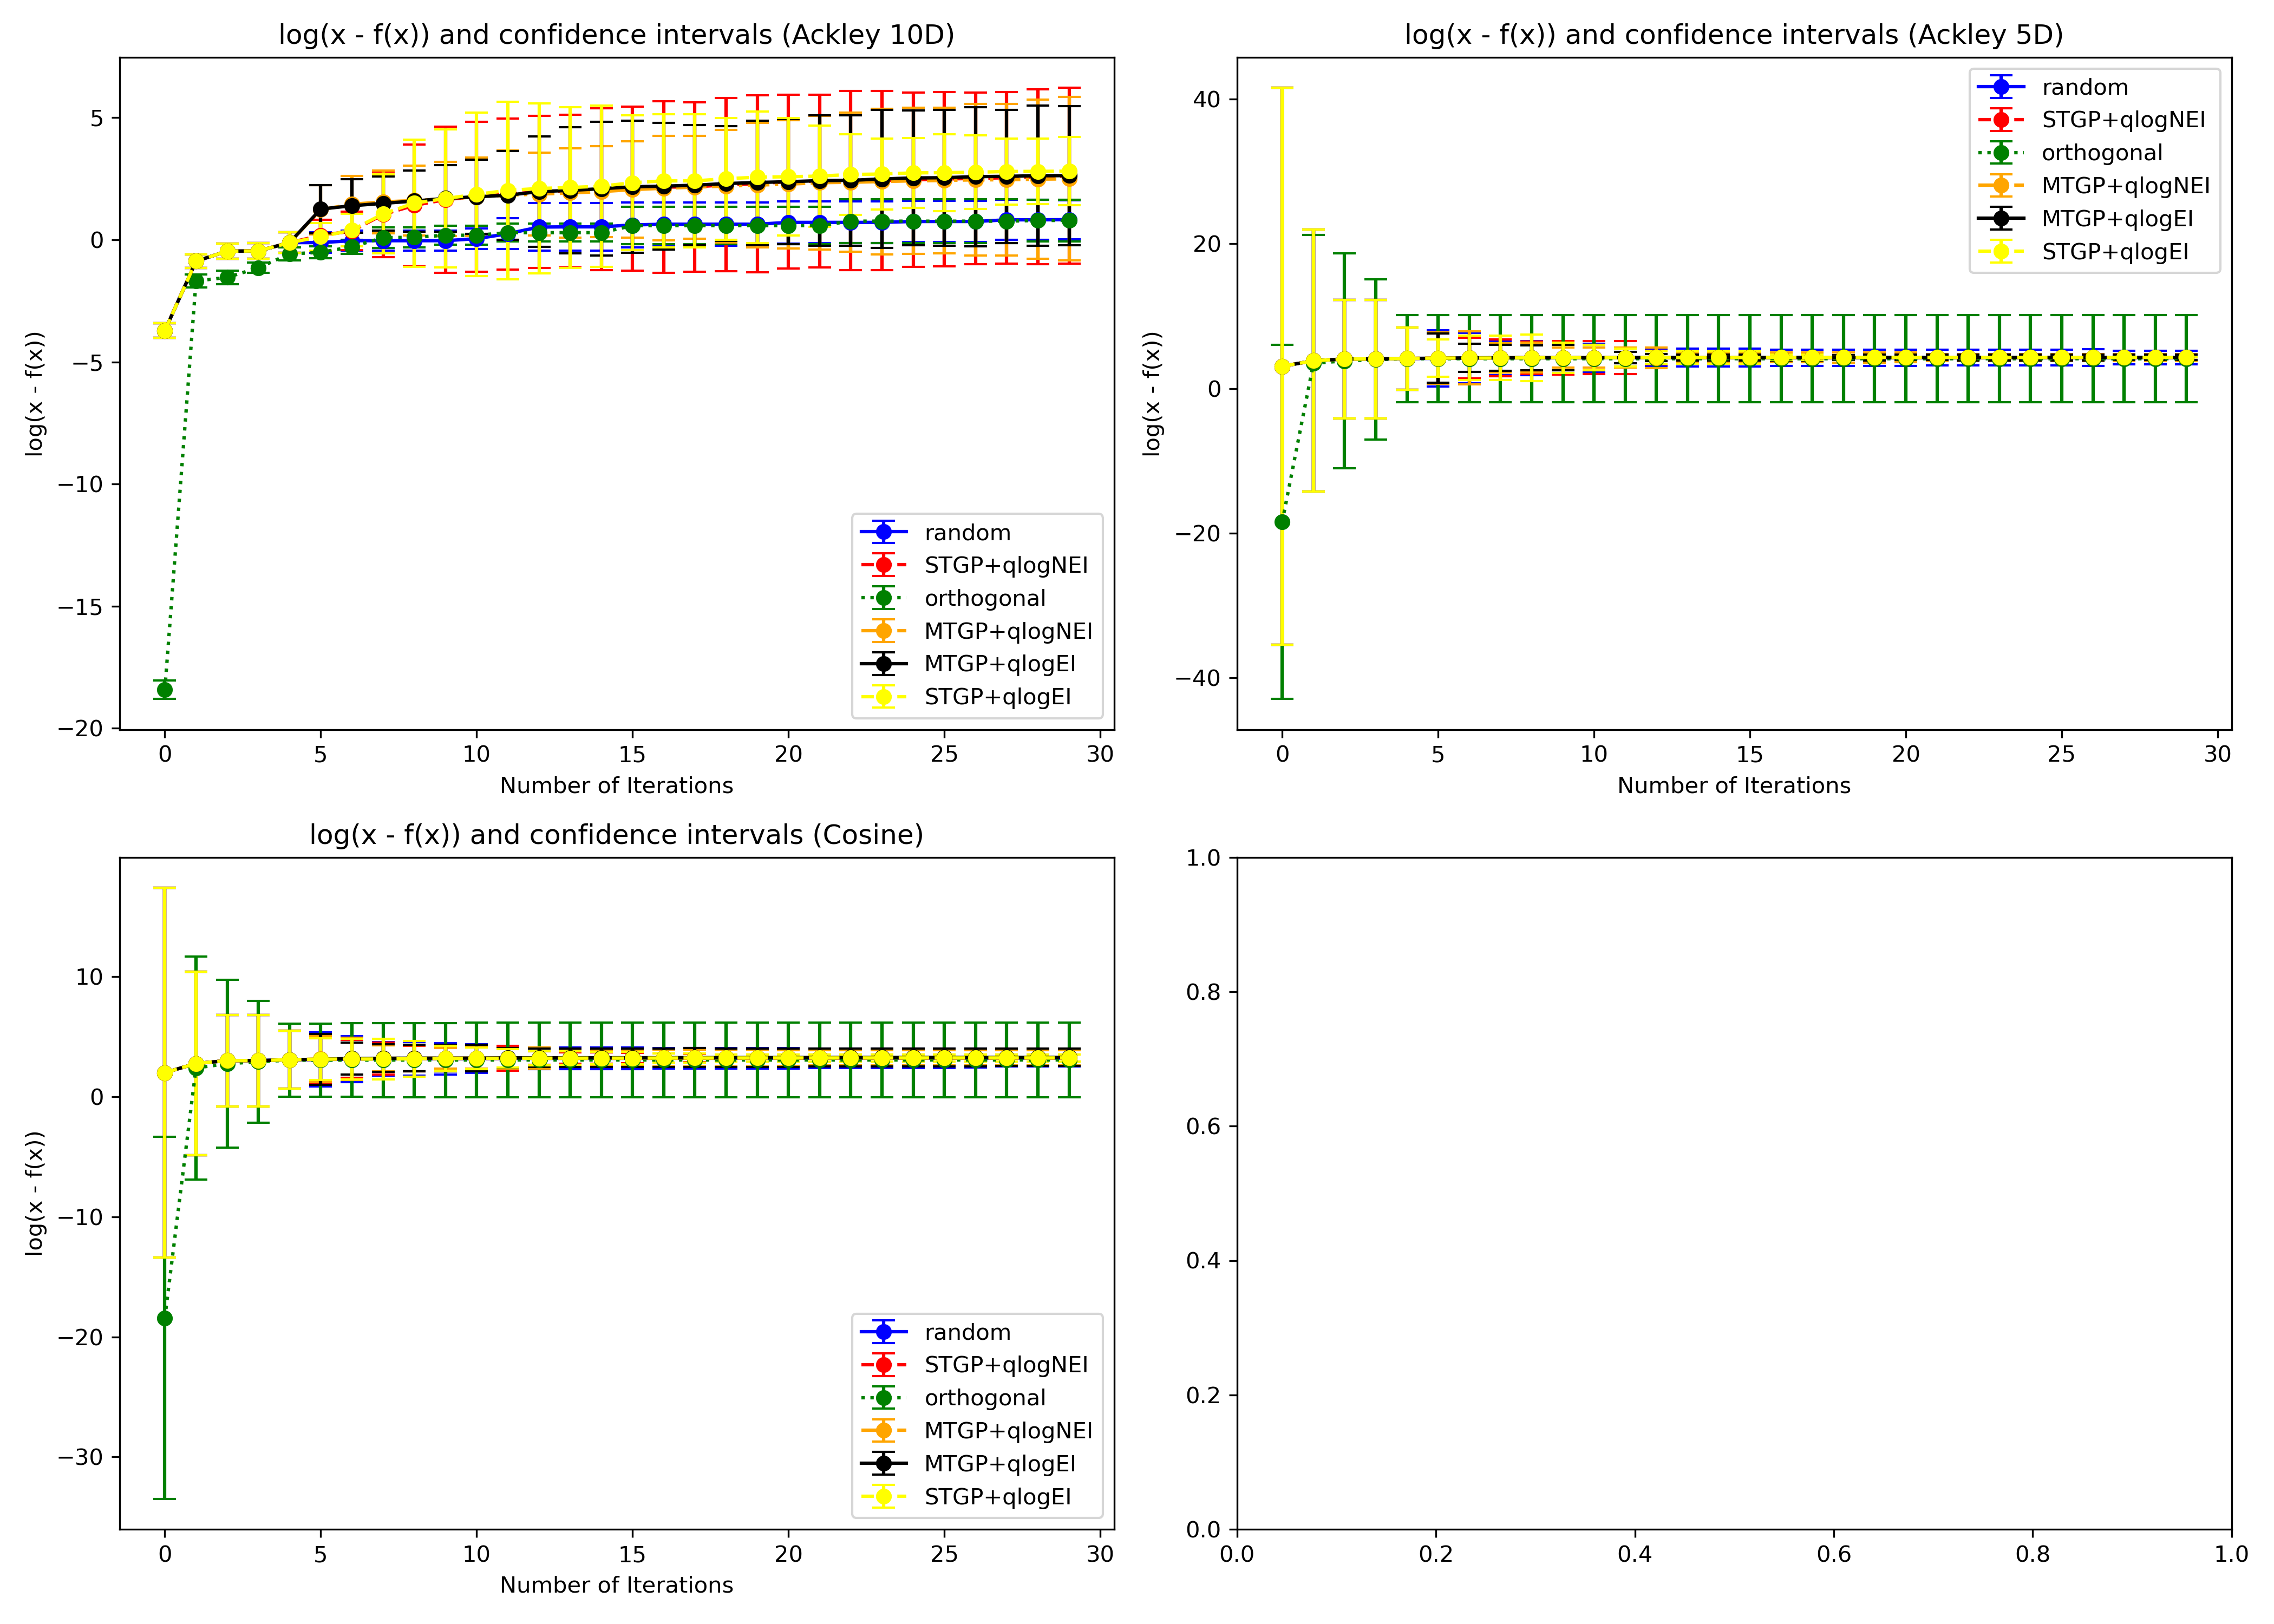 log(x - f(x)) and confidence intervals (Ackley 10D)
5
0
−5
−10
−15
−20
log(x - f(x))
random
STGP+qlogNEI
orthogonal
MTGP+qlogNEI
MTGP+qlogEI
STGP+qlogEI
0 5 10 15 20 25 30
Number of Iterations
log(x - f(x)) and confidence intervals (Ackley 5D)
40
20
0
−20
−40
log(x - f(x))
random
STGP+qlogNEI
orthogonal
MTGP+qlogNEI
MTGP+qlogEI
STGP+qlogEI
0 5 10 15 20 25 30
Number of Iterations
log(x - f(x)) and confidence intervals (Cosine)
10
0
−10
−20
−30
log(x - f(x))
random
STGP+qlogNEI
orthogonal
MTGP+qlogNEI
MTGP+qlogEI
STGP+qlogEI
0 5 10 15 20 25 30
Number of Iterations
1.0
0.8
0.6
0.4
0.2
0.0
0.0 0.2 0.4 0.6 0.8 1.0